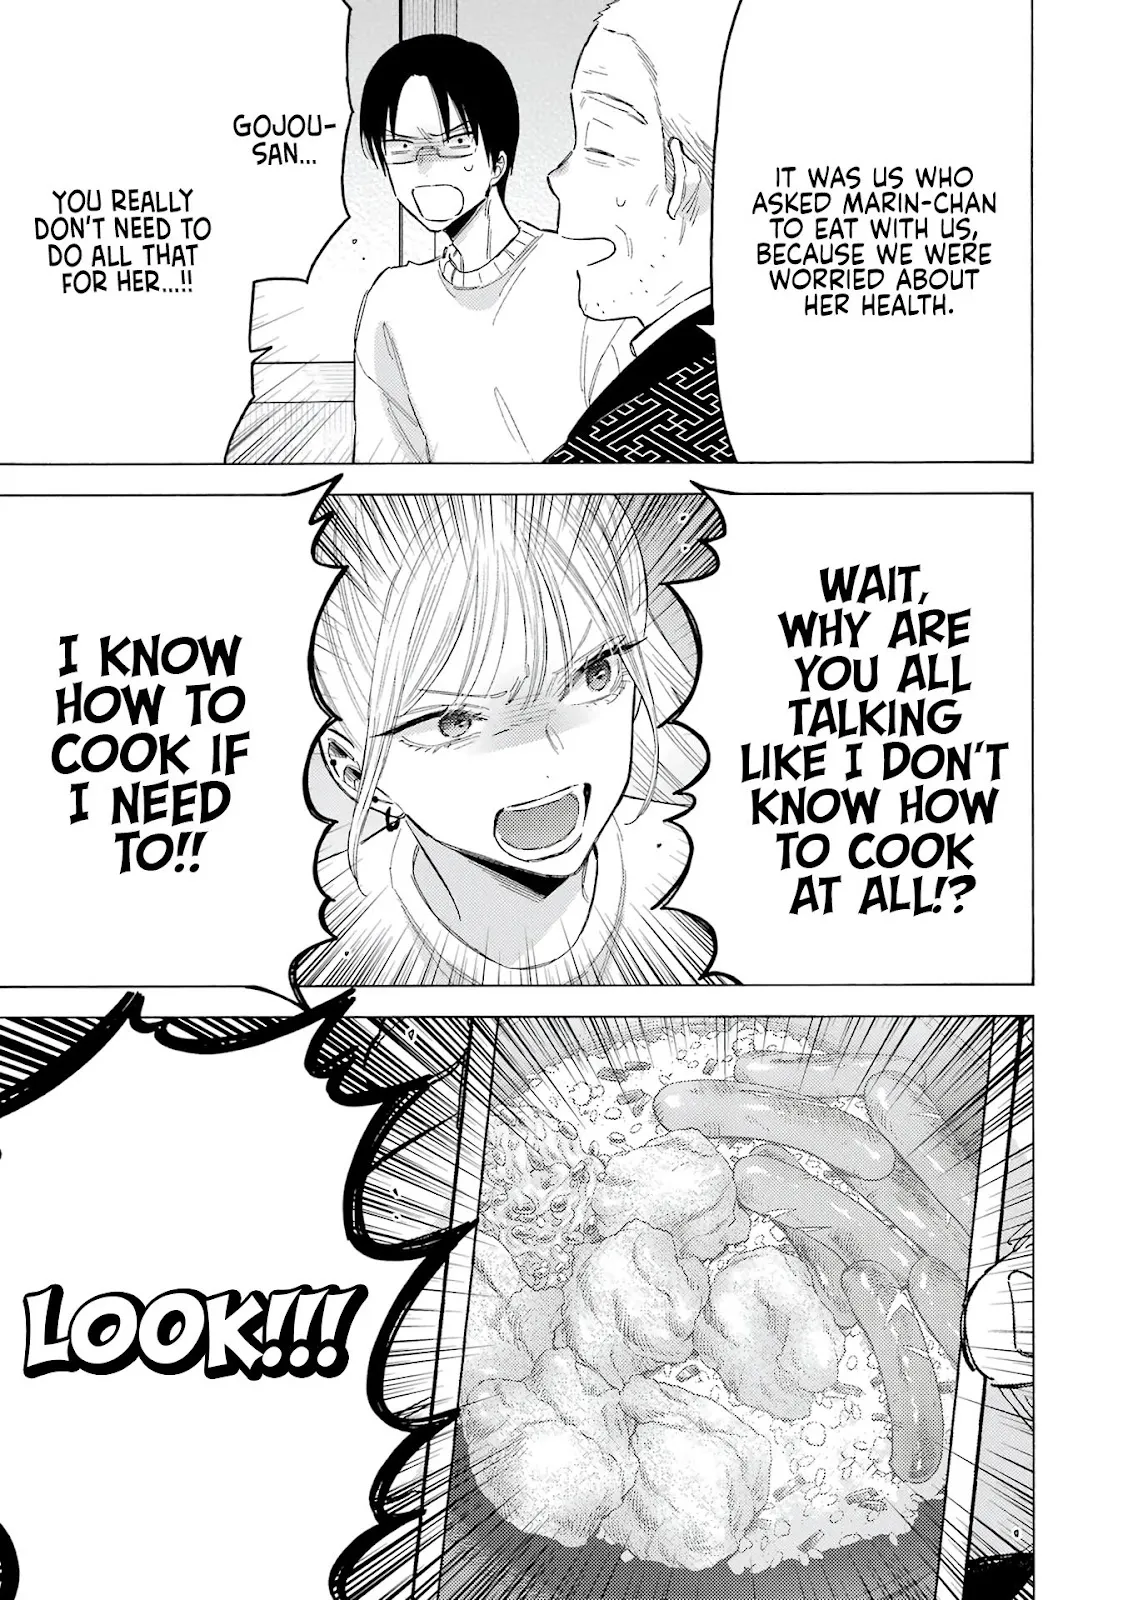 IT WAS US WHO
ASKED MARIN-CHAN
TO EAT WITH US,
BECAUSE WE WERE
WORRIED ABOUT
HER HEALTH.
GOJOU-
SAN...
YOU REALLY
DON'T NEED TO
DO ALL THAT
FOR HER...!!
WAIT,
WHY ARE
YOU ALL
TALKING
LIKE I DON'T
KNOW HOW
TO COOK
AT ALL!?
I KNOW
HOW TO
COOK IF
I NEED
TO!!
LOOK!!!